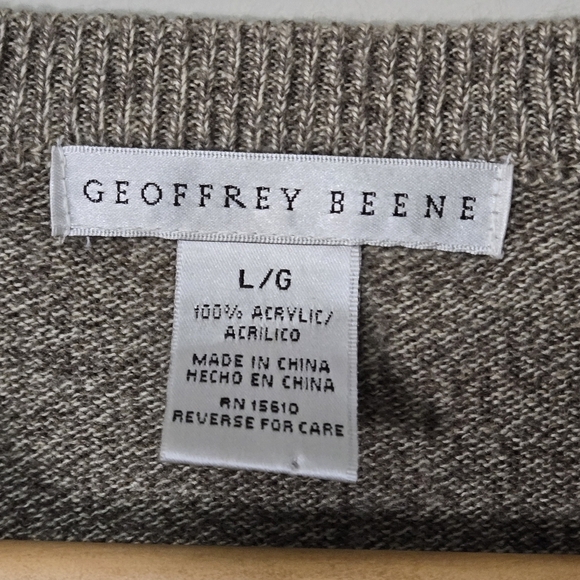 GEOFFREY BEENE
L/G
100% ACRYLIC/
ACRILICO
MADE IN CHINA
HECHO EN CHINA
RN 15610
REVERSE FOR CARE